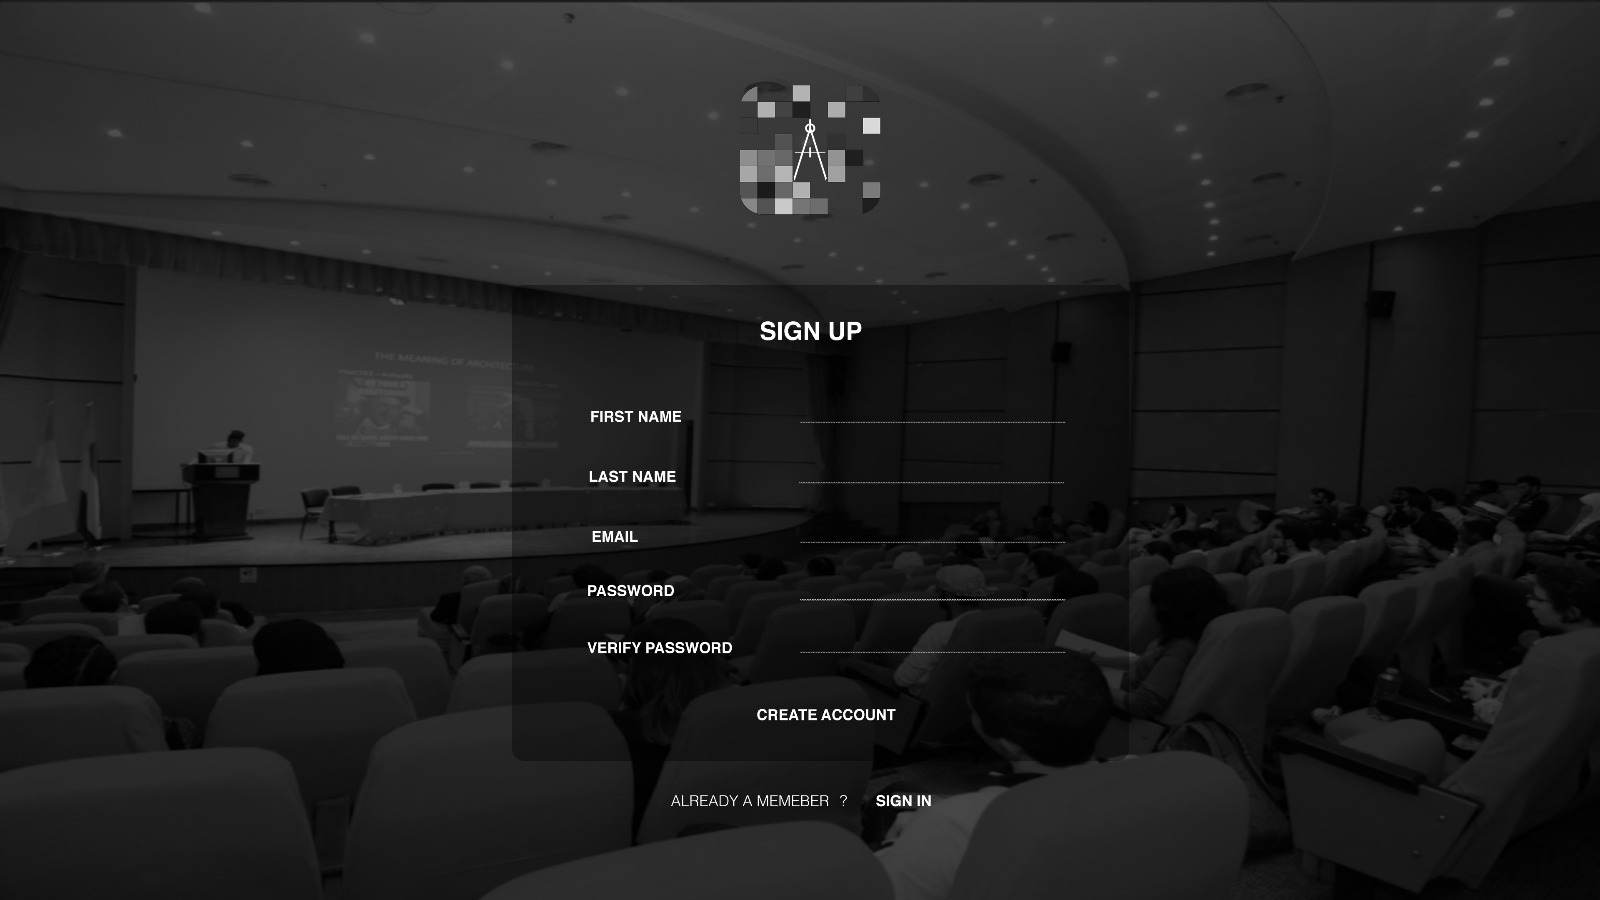 SIGN UP
THE MEANING OF ARCHITECTURE
FIRST NAME
LAST NAME
EMAIL
PASSWORD
VERIFY PASSWORD
CREATE ACCOUNT
ALREADY A MEMEBER ? SIGN IN